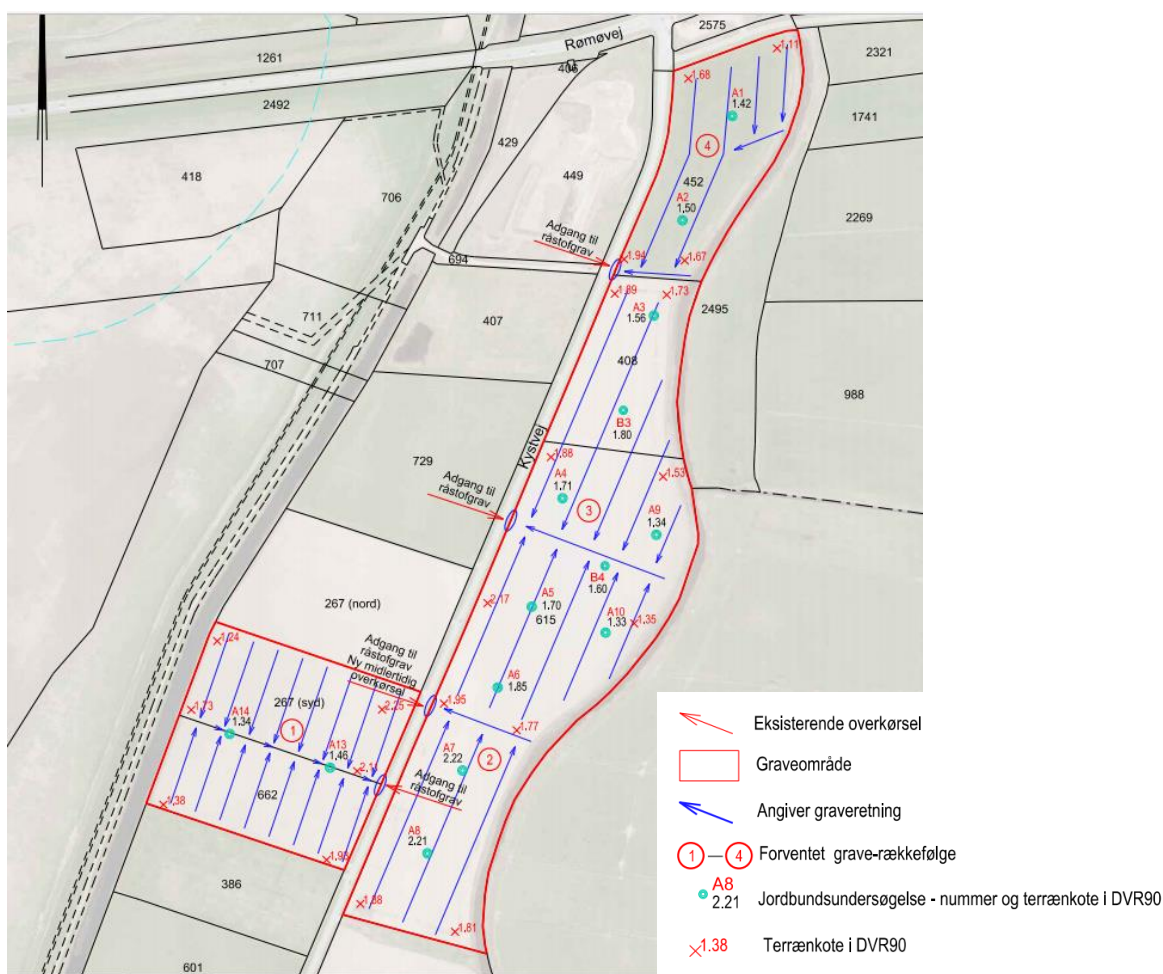 2575
Rømøvej
2321
1261
406
1.11
1.68
A1
1.42
2492
1741
429
4
418
449
452
706
A2
1.50
2269
Adgang til
råstofgrav
694
1.94
1.67
1.89
1.73
A3
1.56
2495
711
407
408
707
988
B3
1.80
Kystvej
1.88
729
Adgang til
råstofgrav
A4
1.71
1.53
3
A9
1.34
B4
1.60
267 (nord)
2.17
A5
1.70
615
A10
1.33
1.35
1.24
Adgang til
råstofgrav
Ny midlertidig
overkørsel
A6
1.85
267 (syd)
1.95
1.73
2.25
A14
1.34
1
1.77
A13
1.46
A7
2.22
2
Adgang til
råstofgrav
662
1.38
A8
2.21
1.93
386
1.38
1.81
601
Eksisterende overkørsel
Graveområde
Angiver graveretning
1 — 4 Forventet grave-rækkefølge
A8
2.21 Jordbundsundersøgelse - nummer og terrænkote i DVR90
1.38 Terrænkote i DVR90